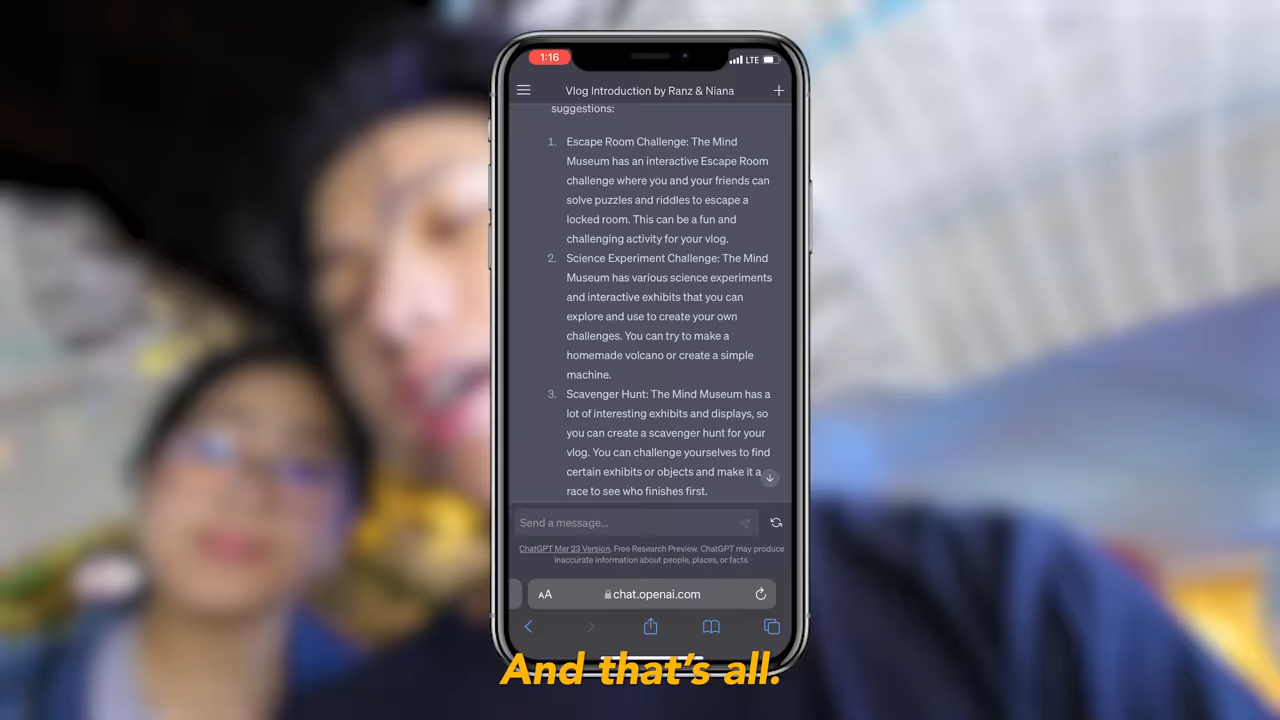 1:16
LTE
Vlog Introduction by Ranz & Niana
suggestions:
1. Escape Room Challenge: The Mind
Museum has an interactive Escape Room
challenge where you and your friends can
solve puzzles and riddles to escape a
locked room. This can be a fun and
challenging activity for your vlog.
2. Science Experiment Challenge: The Mind
Museum has various science experiments
and interactive exhibits that you can
explore and use to create your own
challenges. You can try to make a
homemade volcano or create a simple
machine.
3. Scavenger Hunt: The Mind Museum has a
lot of interesting exhibits and displays, so
you can create a scavenger hunt for your
vlog. You can challenge yourselves to find
certain exhibits or objects and make it a
race to see who finishes first.
Send a message...
ChatGPT Mar 23 Version. Free Research Preview. ChatGPT may produce
inaccurate information about people, places, or facts.
AA chat.openai.com
And that's all.